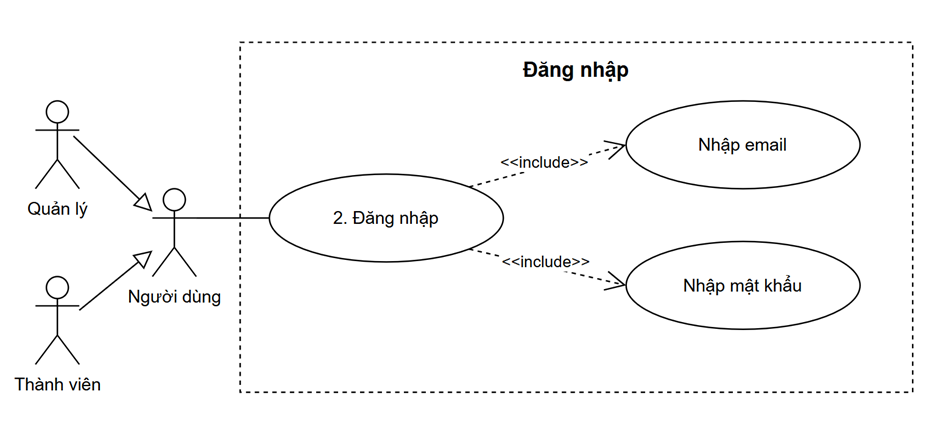 Đăng nhập
Nhập email
<<include>>
Quản lý
2. Đăng nhập
<<include>>
Nhập mật khẩu
Người dùng
Thành viên